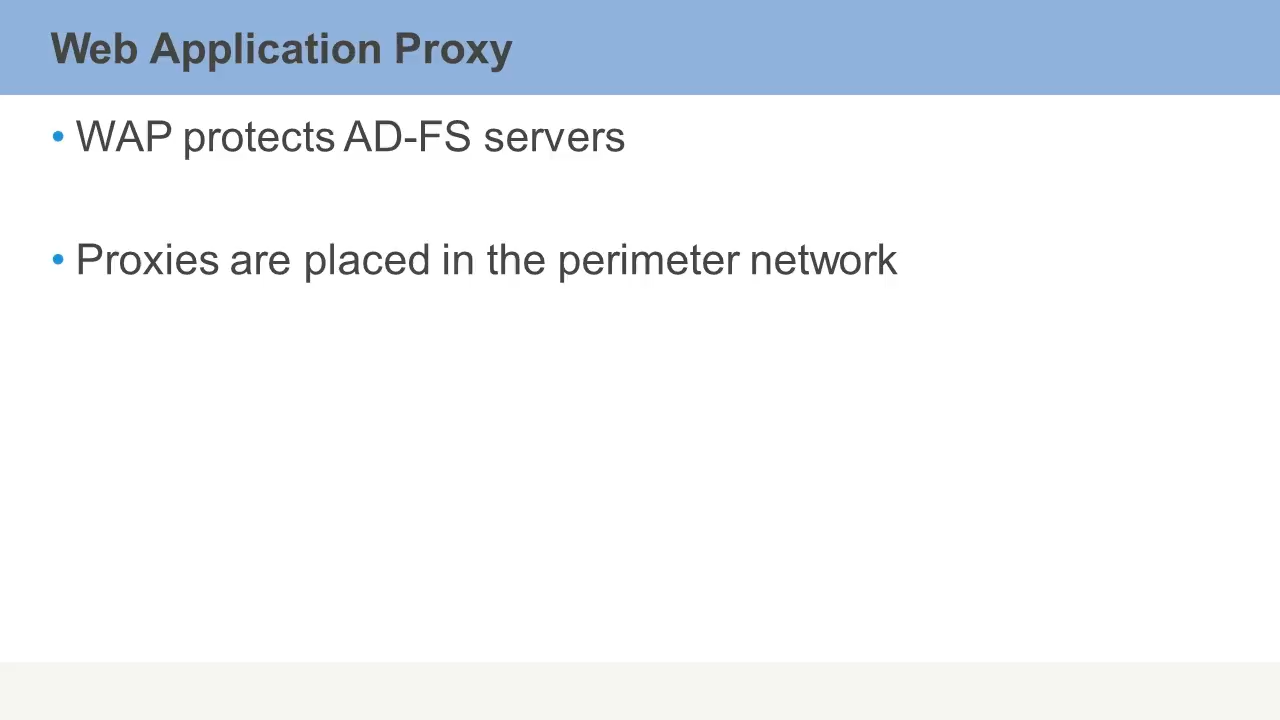 Web Application Proxy
• WAP protects AD-FS servers
• Proxies are placed in the perimeter network